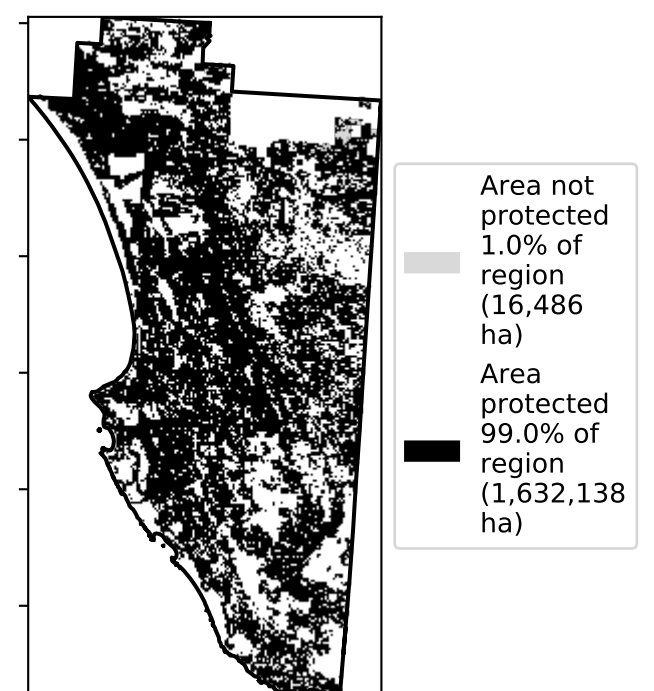 Area not
protected
1.0% of
region
(16,486
ha)
Area
protected
99.0% of
region
(1,632,138
ha)